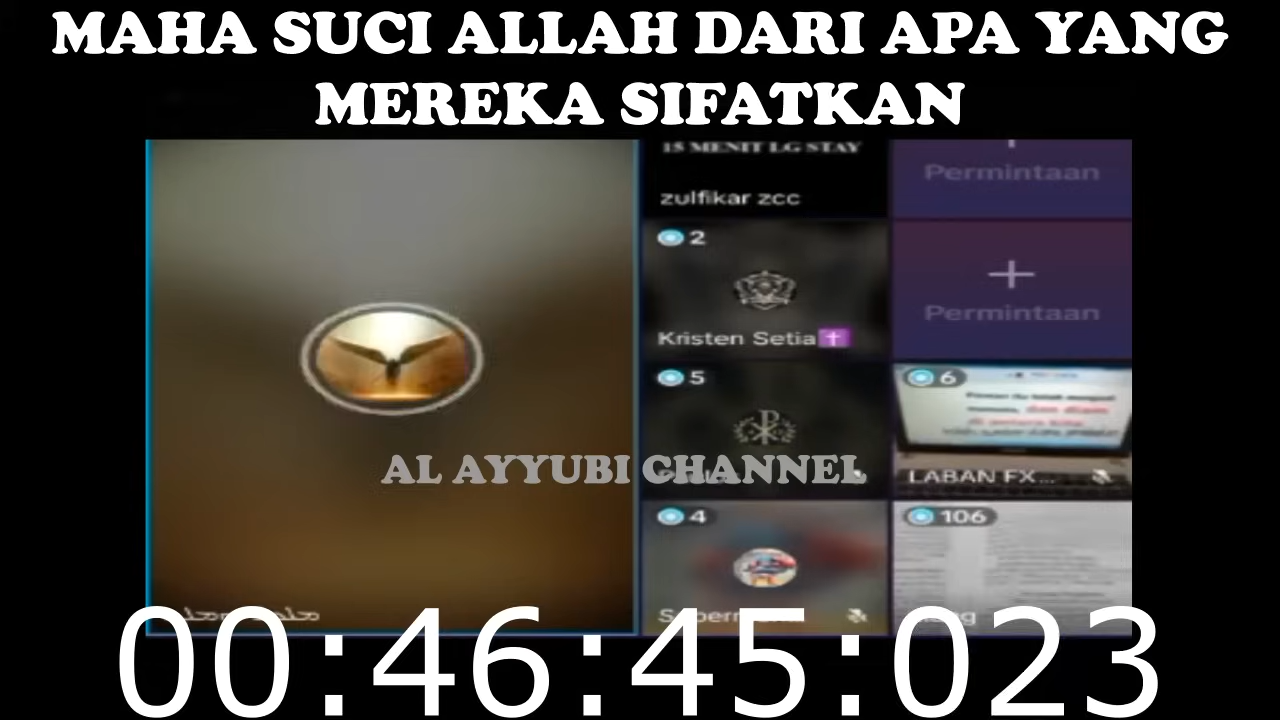 MAHA SUCI ALLAH DARI APA YANG
MEREKA SIFATKAN
15 MENIT LG STAY
zulfikar zcc
Permintaan
2
Kristen Setia
Permintaan
5
6
AL AYYUBI CHANNEL
LABAN FX...
4
106
00:46:45:023